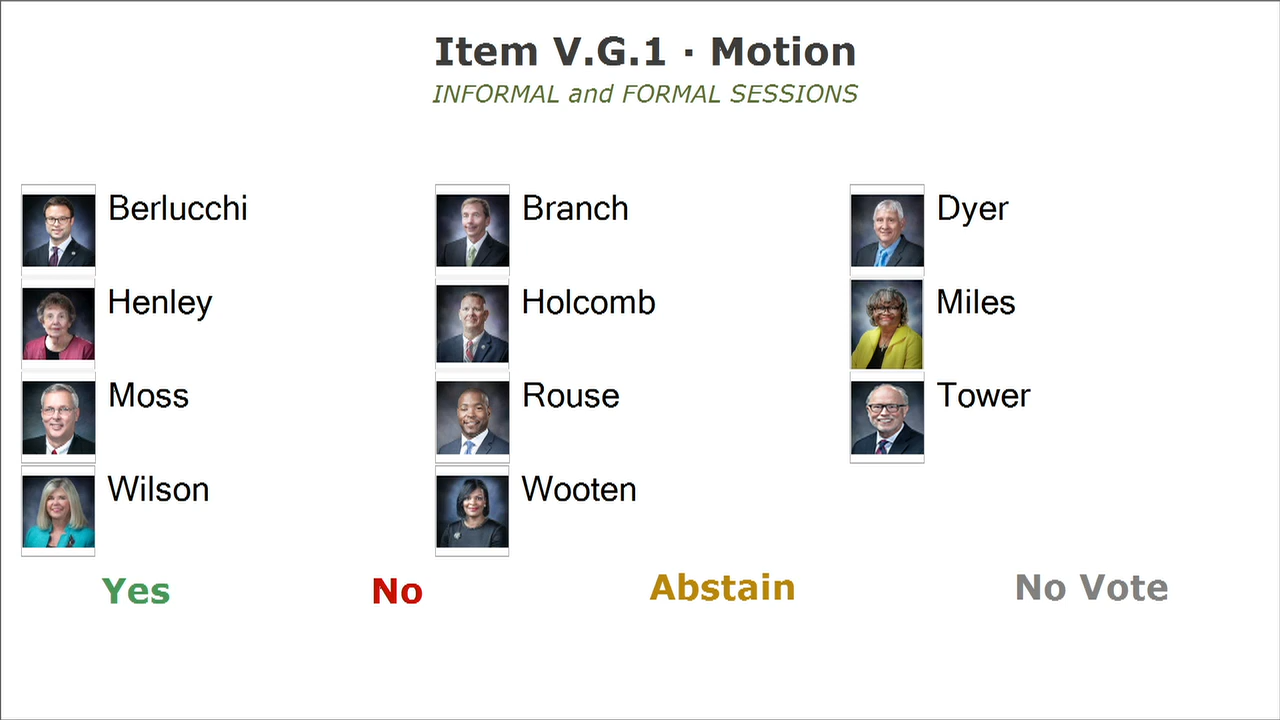 Item V.G.1 · Motion
INFORMAL and FORMAL SESSIONS
Berlucchi
Branch
Dyer
Henley
Holcomb
Miles
Moss
Rouse
Tower
Wilson
Wooten
Yes
No
Abstain
No Vote